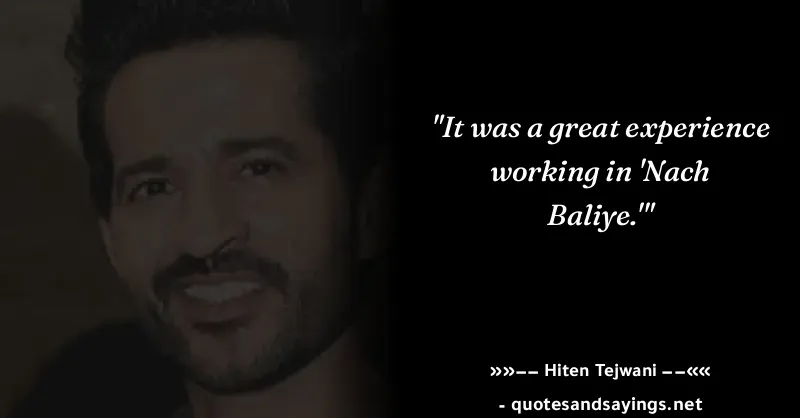 "It was a great experience
working in 'Nach
Baliye.'"
»»−− Hiten Tejwani −−««
- quotesandsayings.net